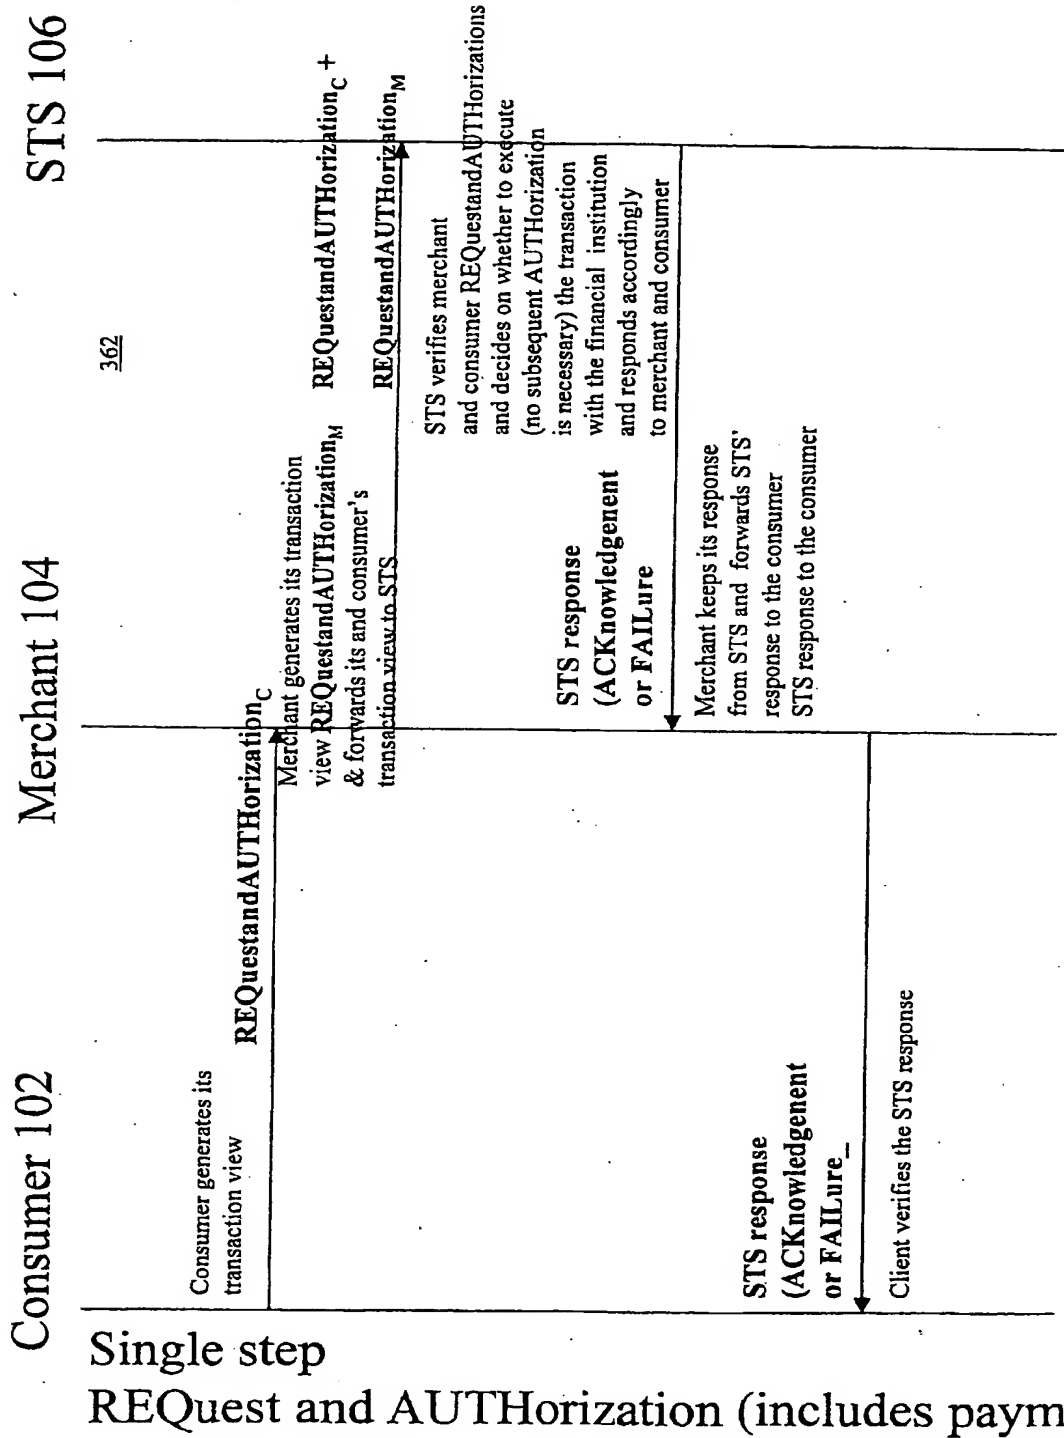 Consumer 102
Merchant 104
STS 106
362
Consumer generates its
transaction view
REQuestandAUTHorizationC
Merchant generates its transaction
view REQuestandAUTHorizationM
& forwards its and consumer's
transaction view to STS
REQuestandAUTHorizationC +
REQuestandAUTHorizationM
STS verifies merchant
and consumer REQuestandAUTHorizations
and decides on whether to execute
(no subsequent AUTHorization
is necessary) the transaction
with the financial institution
and responds accordingly
to merchant and consumer
STS response
(ACKnowledgenent
or FAILure
Merchant keeps its response
from STS and forwards STS'
response to the consumer
STS response to the consumer
STS response
(ACKnowledgenent
or FAILure_
Client verifies the STS response
Single step
REQuest and AUTHorization (includes paym